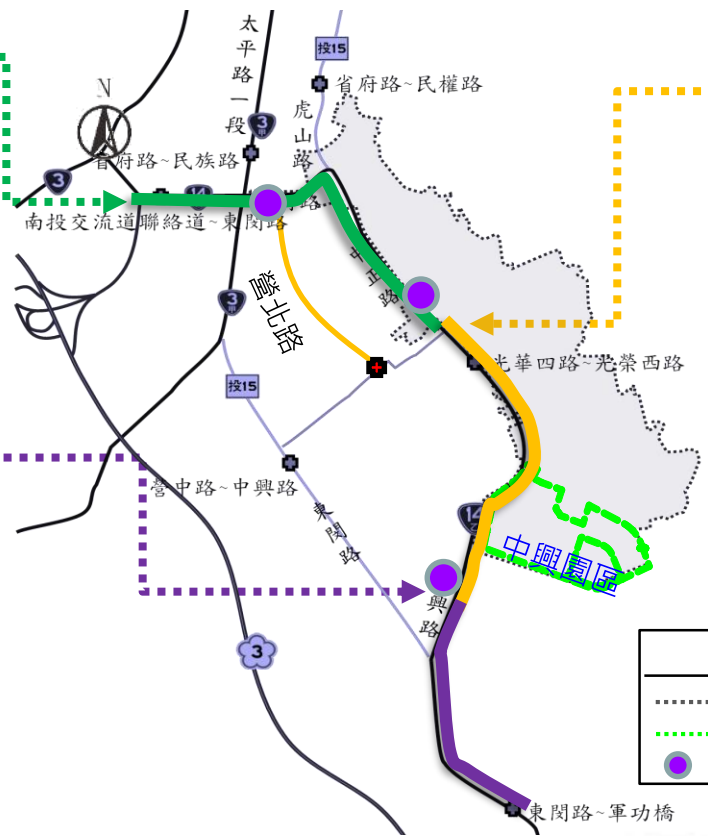 太平路一段
投15
省府路~民權路
虎山路
N
3甲
省府路~民族路
3
14
南投交流道聯絡道~東閔路
路
中正路
3甲
營北路
光華四路~光榮西路
投15
營中路~中興路
東閔路
14
中興園區
興路
3
東閔路~軍功橋